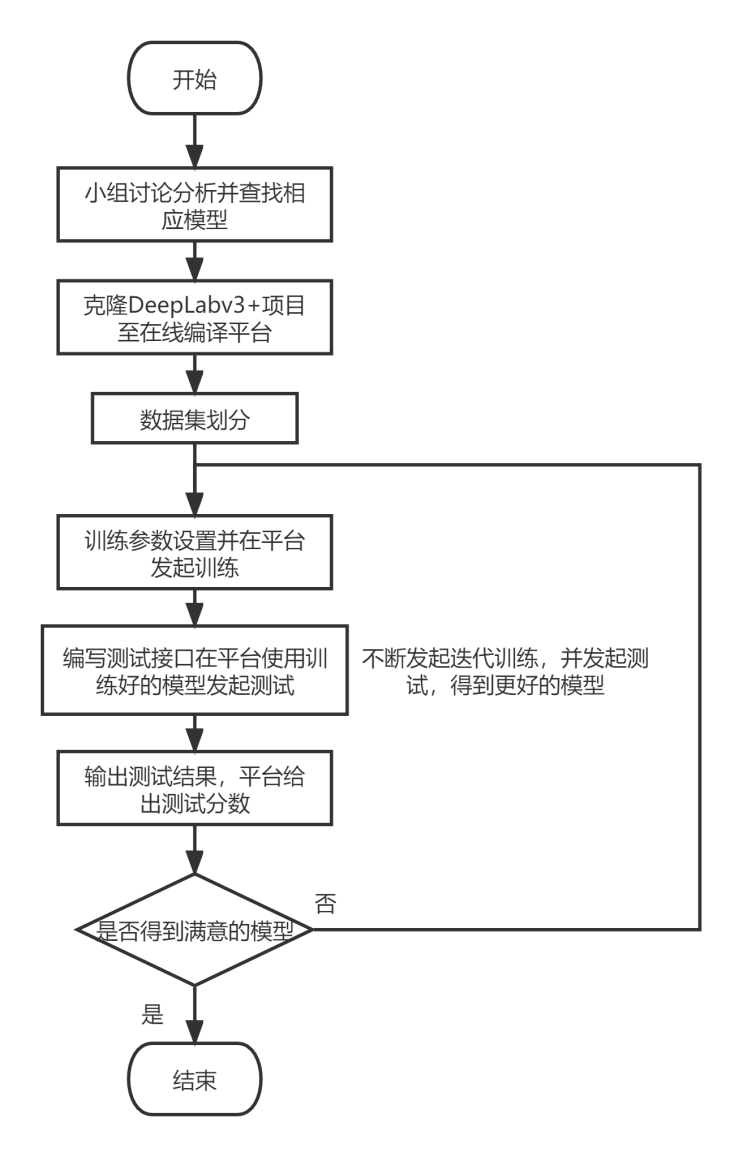 开始
小组讨论分析并查找相
应模型
克隆DeepLabv3+项目
至在线编译平台
数据集划分
训练参数设置并在平台
发起训练
编写测试接口在平台使用训
练好的模型发起测试
不断发起迭代训练，并发起测
试，得到更好的模型
输出测试结果，平台给
出测试分数
是否得到满意的模型
否
是
结束